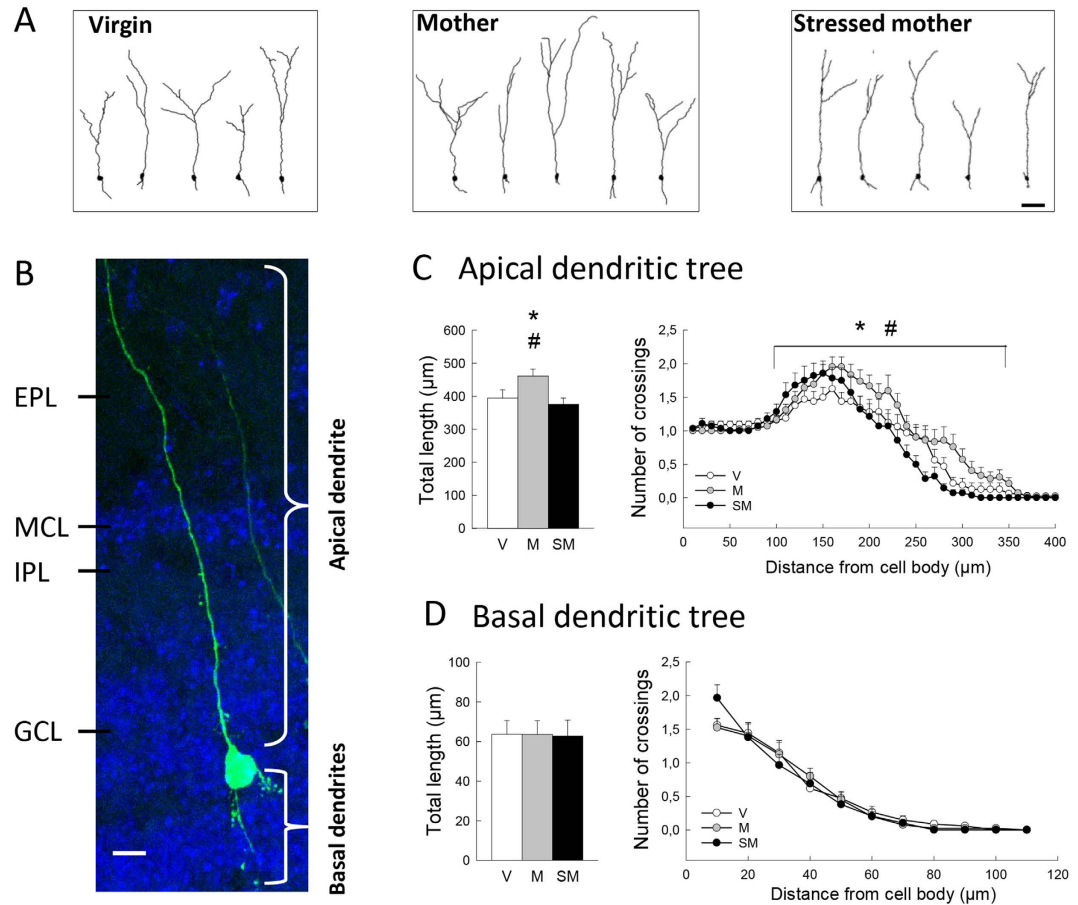 A
Virgin
Mother
Stressed mother
B
EPL
MCL
IPL
GCL
Apical dendrite
Basal dendrites
C Apical dendritic tree
*
#
Total length (µm)
600
500
400
300
200
100
0
V M SM
* #
Number of crossings
2,5
2,0
1,5
1,0
0,5
0,0
V
M
SM
0 50 100 150 200 250 300 350 400
Distance from cell body (µm)
D Basal dendritic tree
Total length (µm)
100
80
60
40
20
0
V M SM
Number of crossings
2,5
2,0
1,5
1,0
0,5
0,0
V
M
SM
0 20 40 60 80 100 120
Distance from cell body (µm)